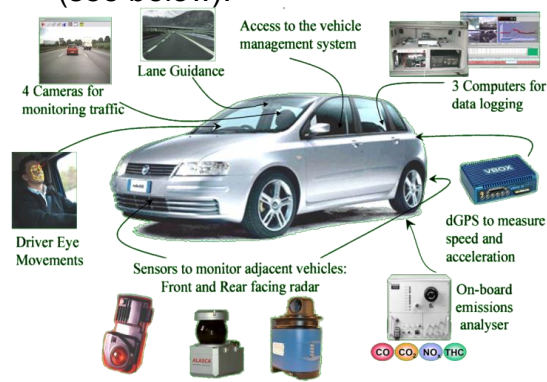 (see below).
Access to the vehicle
management system
Lane Guidance
4 Cameras for
monitoring traffic
3 Computers for
data logging
VBOX
Driver Eye
Movements
dGPS to measure
speed and
acceleration
Sensors to monitor adjacent vehicles:
Front and Rear facing radar
On-board
emissions
analyser
ALASCA
CO CO₂ NOₓ THC